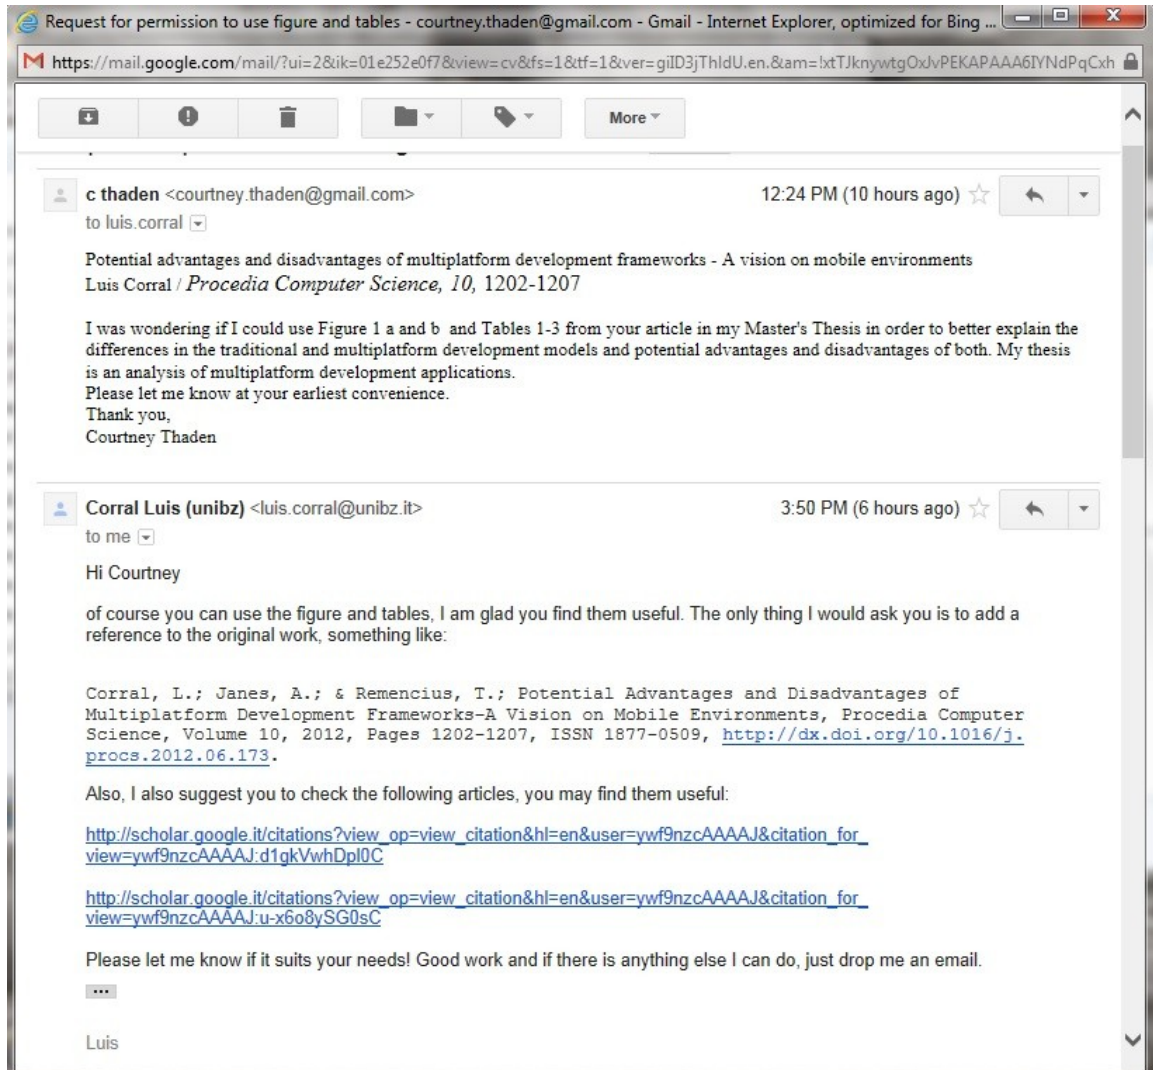 Request for permission to use figure and tables - courtney.thaden@gmail.com - Gmail - Internet Explorer, optimized for Bing ...
https://mail.google.com/mail/?ui=2&ik=01e252e0f7&view=cv&fs=1&tf=1&ver=giID3jThIdU.en.&am=!xtTJknywtgOxJvPEKAPAAA6IYNdPqCxh
More
c thaden <courtney.thaden@gmail.com> 12:24 PM (10 hours ago)
to luis.corral
Potential advantages and disadvantages of multiplatform development frameworks - A vision on mobile environments
Luis Corral / Procedia Computer Science, 10, 1202-1207
I was wondering if I could use Figure 1 a and b and Tables 1-3 from your article in my Master's Thesis in order to better explain the
differences in the traditional and multiplatform development models and potential advantages and disadvantages of both. My thesis
is an analysis of multiplatform development applications.
Please let me know at your earliest convenience.
Thank you,
Courtney Thaden
Corral Luis (unibz) <luis.corral@unibz.it> 3:50 PM (6 hours ago)
to me
Hi Courtney
of course you can use the figure and tables, I am glad you find them useful. The only thing I would ask you is to add a
reference to the original work, something like:
Corral, L.; Janes, A.; & Remencius, T.; Potential Advantages and Disadvantages of
Multiplatform Development Frameworks-A Vision on Mobile Environments, Procedia Computer
Science, Volume 10, 2012, Pages 1202-1207, ISSN 1877-0509, http://dx.doi.org/10.1016/j.
procs.2012.06.173.
Also, I also suggest you to check the following articles, you may find them useful:
http://scholar.google.it/citations?view_op=view_citation&hl=en&user=ywf9nzcAAAAJ&citation_for_
view=ywf9nzcAAAAJ:d1gkVwhDpl0C
http://scholar.google.it/citations?view_op=view_citation&hl=en&user=ywf9nzcAAAAJ&citation_for_
view=ywf9nzcAAAAJ:u-x6o8ySG0sC
Please let me know if it suits your needs! Good work and if there is anything else I can do, just drop me an email.
...
Luis